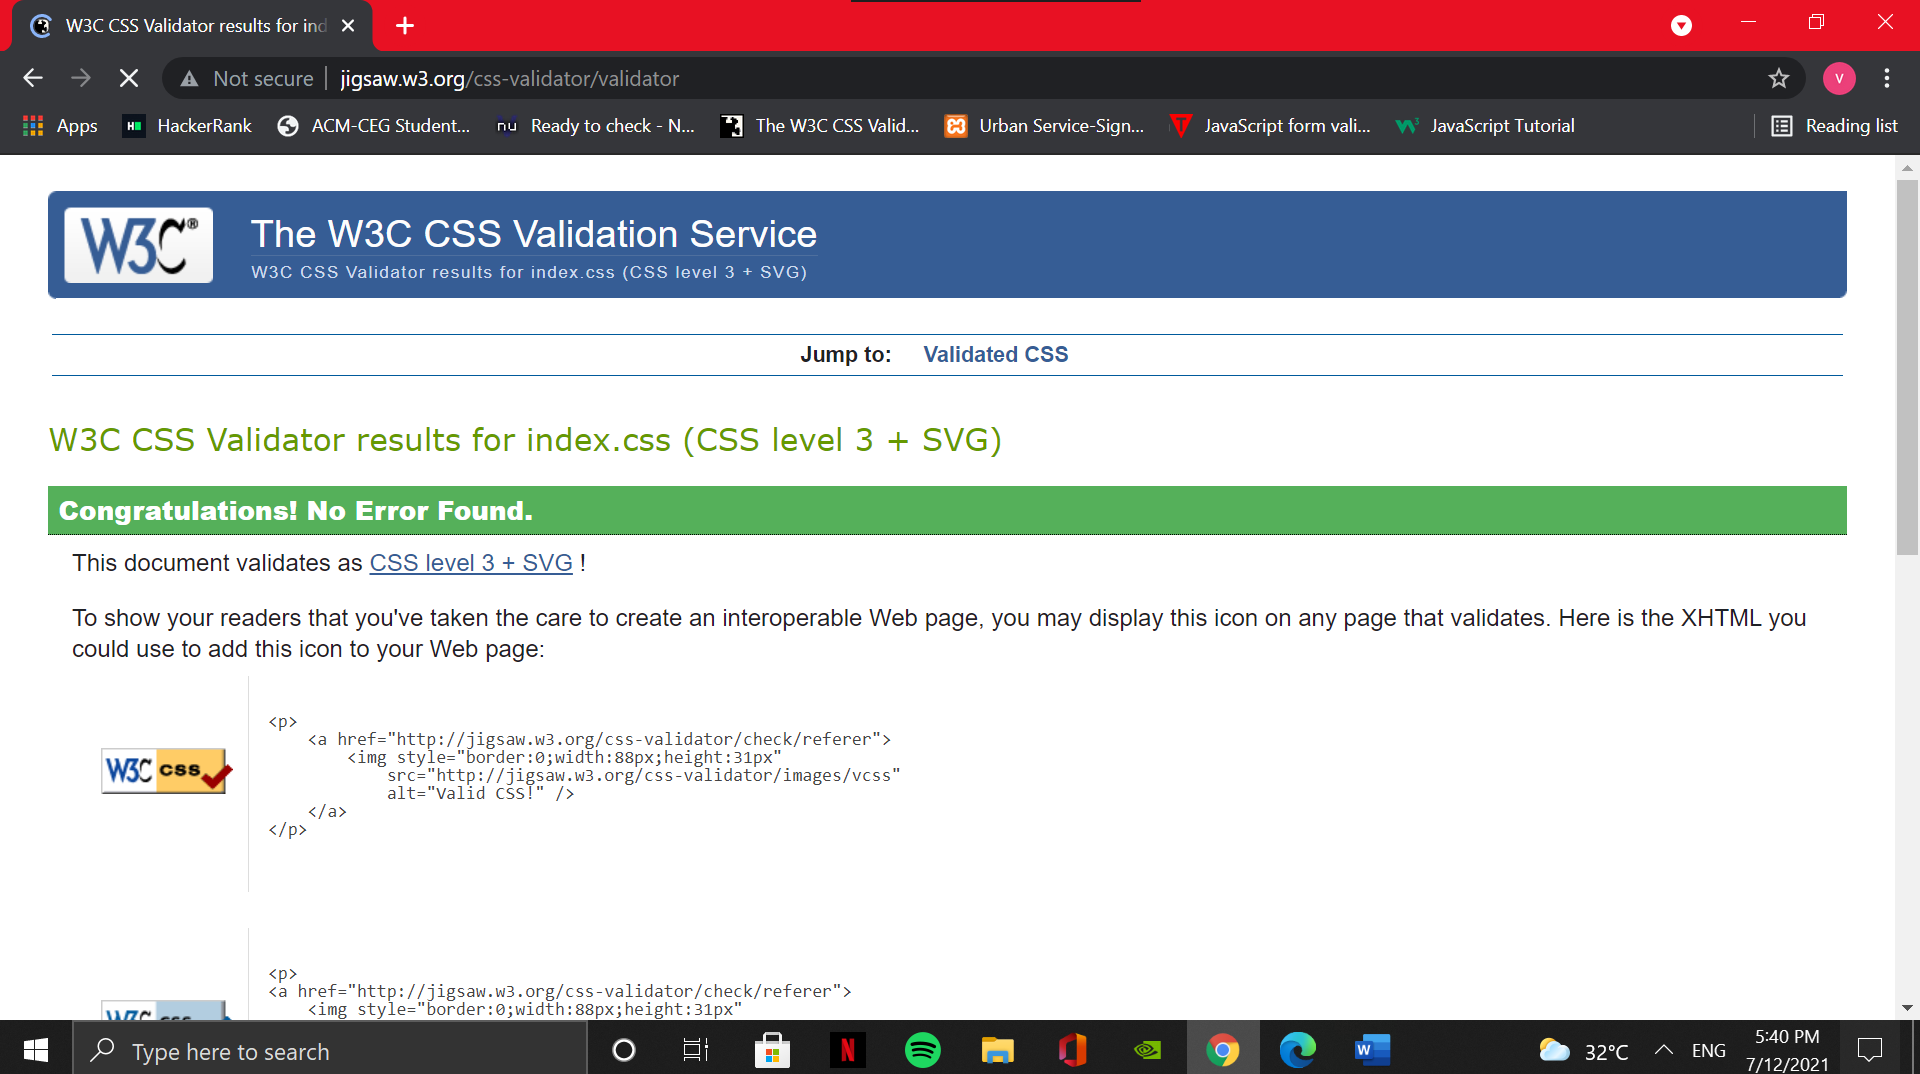 W3C CSS Validator results for ind
Not secure
jigsaw.w3.org/css-validator/validator
V
Apps
HackerRank
ACM-CEG Student...
Ready to check - N...
The W3C CSS Valid...
Urban Service-Sign...
JavaScript form vali...
JavaScript Tutorial
Reading list
W3C®
The W3C CSS Validation Service
W3C CSS Validator results for index.css (CSS level 3 + SVG)
Jump to: Validated CSS
W3C CSS Validator results for index.css (CSS level 3 + SVG)
Congratulations! No Error Found.
This document validates as CSS level 3 + SVG !
To show your readers that you've taken the care to create an interoperable Web page, you may display this icon on any page that validates. Here is the XHTML you
could use to add this icon to your Web page:
W3C CSS
<p>
<a href="http://jigsaw.w3.org/css-validator/check/referer">
<img style="border:0;width:88px;height:31px"
src="http://jigsaw.w3.org/css-validator/images/vcss"
alt="Valid CSS!" />
</a>
</p>
<p>
<a href="http://jigsaw.w3.org/css-validator/check/referer">
<img style="border:0;width:88px;height:31px"
W3C CSS
Type here to search
32°C
ENG
5:40 PM
7/12/2021